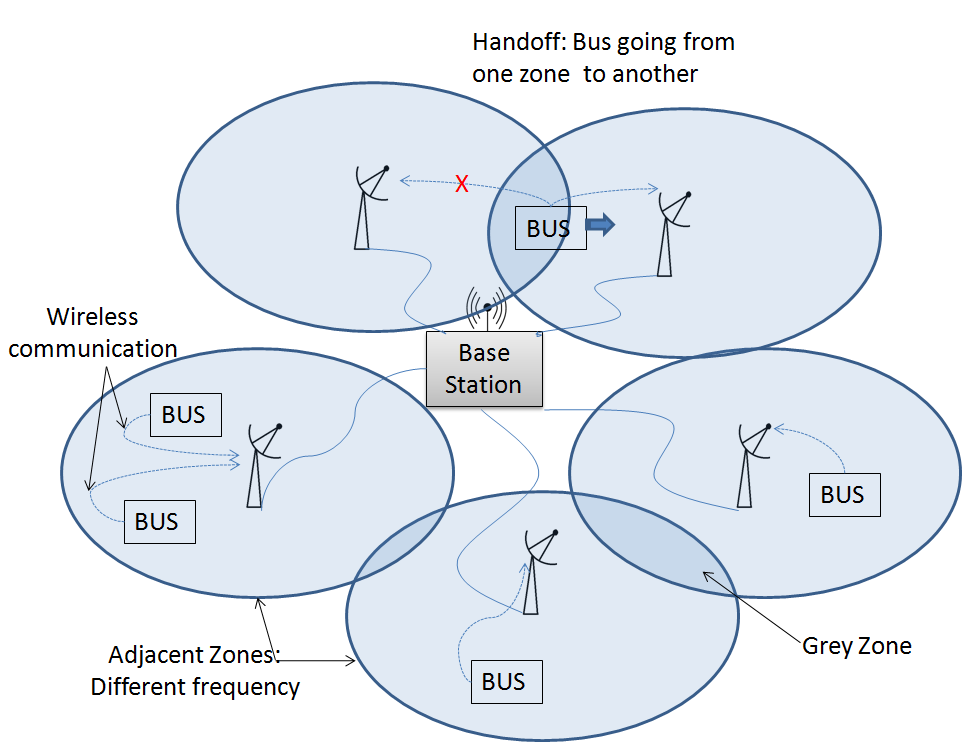 Handoff: Bus going from
one zone  to another
X
BUS
Wireless
communication
Base
Station
BUS
BUS
BUS
BUS
Adjacent Zones:
Different frequency
Grey Zone